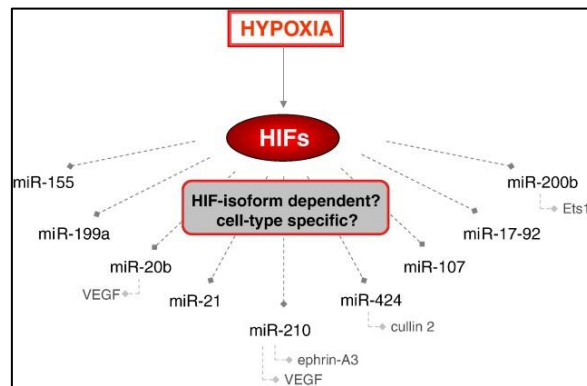 HYPOXIA
HIFs
miR-155
miR-200b
HIF-isoform dependent?
cell-type specific?
Ets1
miR-199a
miR-17-92
miR-20b
miR-107
VEGF
miR-21
miR-424
miR-210
cullin 2
ephrin-A3
VEGF